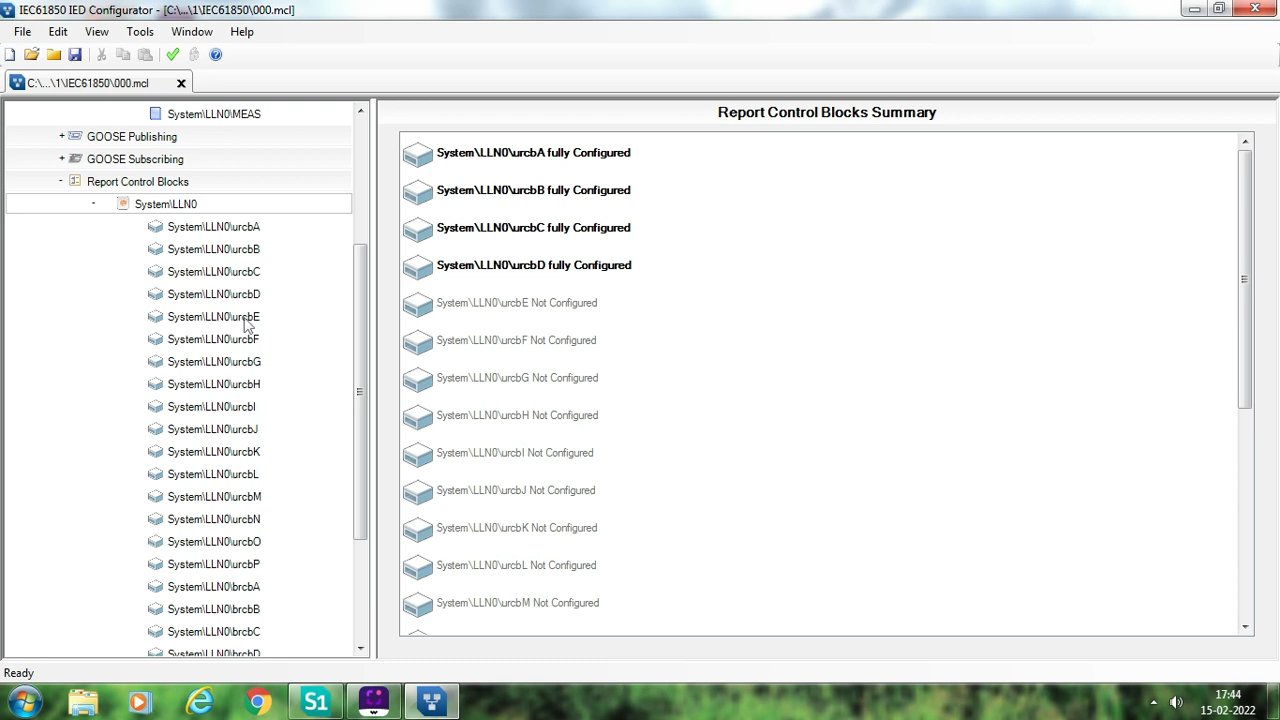 IEC61850 IED Configurator - [C:\...\1\IEC61850\000.mcl]
File Edit View Tools Window Help
C:\...\1\IEC61850\000.mcl
System\LLN0\MEAS
GOOSE Publishing
GOOSE Subscribing
Report Control Blocks
System\LLN0
System\LLN0\urcbA
System\LLN0\urcbB
System\LLN0\urcbC
System\LLN0\urcbD
System\LLN0\urcbE
System\LLN0\urcbF
System\LLN0\urcbG
System\LLN0\urcbH
System\LLN0\urcbI
System\LLN0\urcbJ
System\LLN0\urcbK
System\LLN0\urcbL
System\LLN0\urcbM
System\LLN0\urcbN
System\LLN0\urcbO
System\LLN0\urcbP
System\LLN0\brcbA
System\LLN0\brcbB
System\LLN0\brcbC
System\LLN0\brcbD
Report Control Blocks Summary
System\LLN0\urcbA fully Configured
System\LLN0\urcbB fully Configured
System\LLN0\urcbC fully Configured
System\LLN0\urcbD fully Configured
System\LLN0\urcbE Not Configured
System\LLN0\urcbF Not Configured
System\LLN0\urcbG Not Configured
System\LLN0\urcbH Not Configured
System\LLN0\urcbI Not Configured
System\LLN0\urcbJ Not Configured
System\LLN0\urcbK Not Configured
System\LLN0\urcbL Not Configured
System\LLN0\urcbM Not Configured
Ready
S1
17:44
15-02-2022